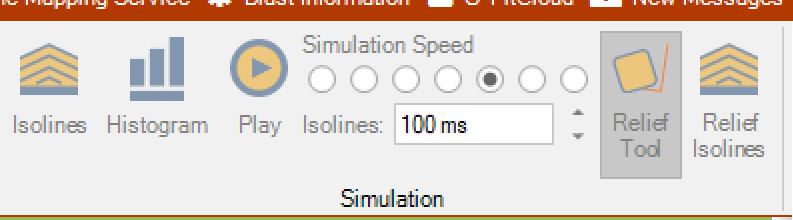 Mapping Service Blast Information New Messages
Simulation Speed
Isolines Histogram Play Isolines: 100 ms Relief Tool Relief Isolines
Simulation